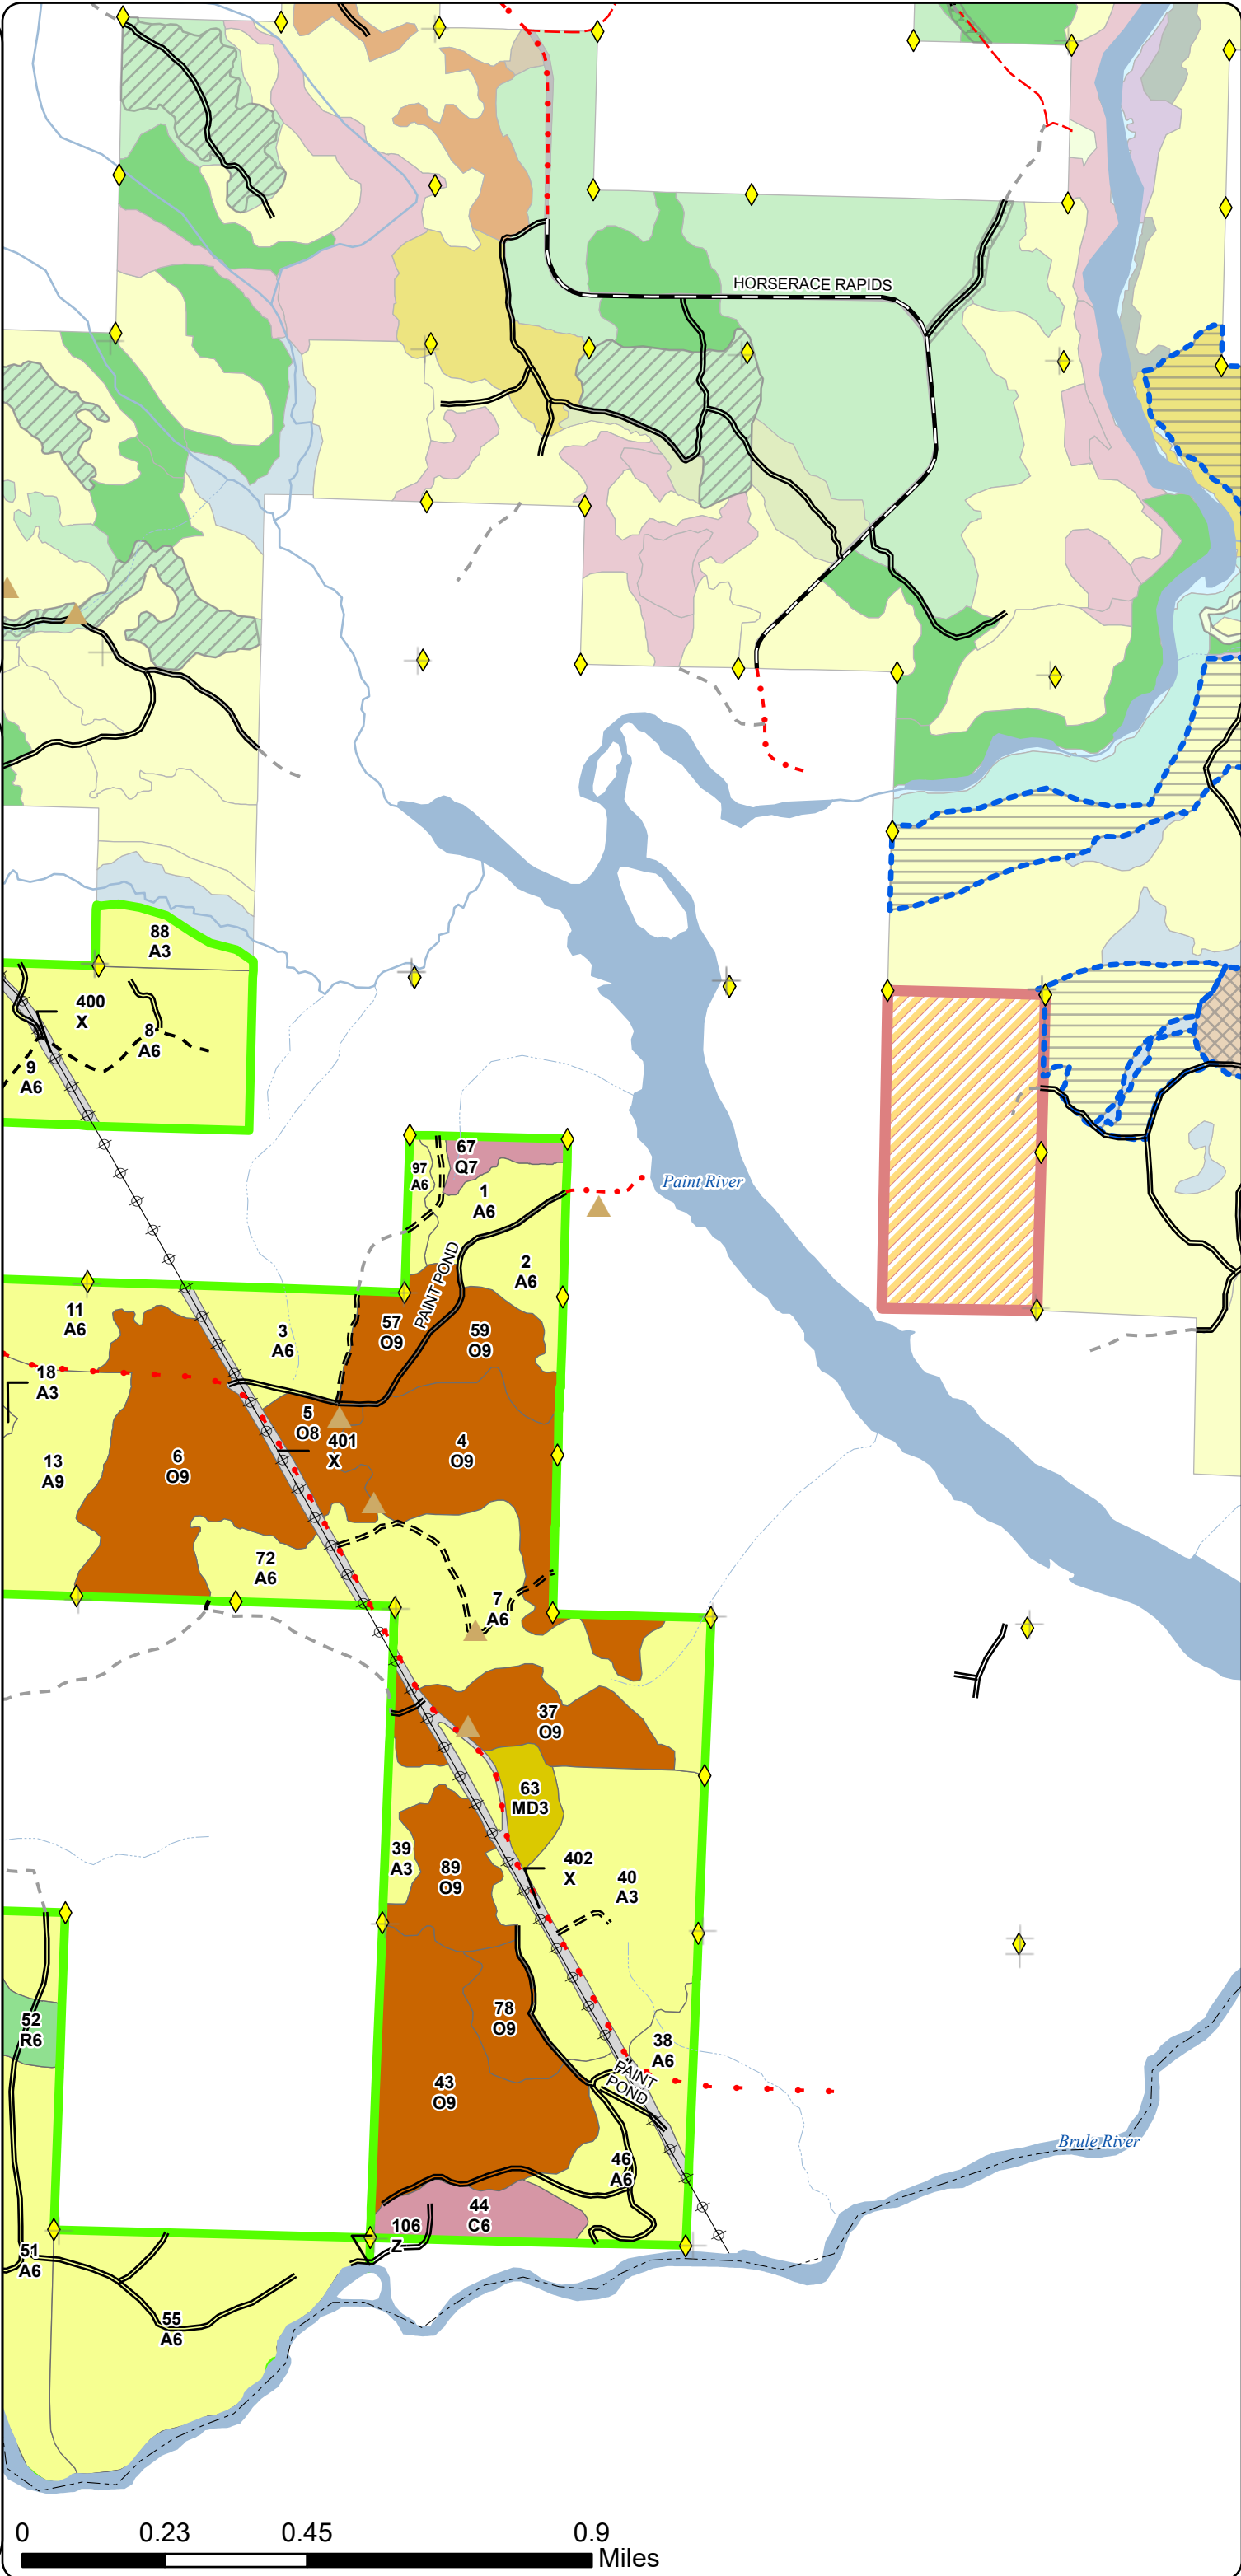 HORSERACE RAPIDS
88
A3
400
X
8
A6
9
A6
67
Q7
97
A6
1
A6
Paint River
2
A6
PAINT POND
11
A6
3
A6
57
O9
59
O9
18
A3
5
O8
401
X
4
O9
13
A9
6
O9
72
A6
7
A6
37
O9
63
MD3
39
A3
89
O9
402
X
40
A3
52
R6
78
O9
38
A6
PAINT
POND
43
O9
Brule River
46
A6
44
C6
106
Z
51
A6
55
A6
0 0.23 0.45 0.9
Miles